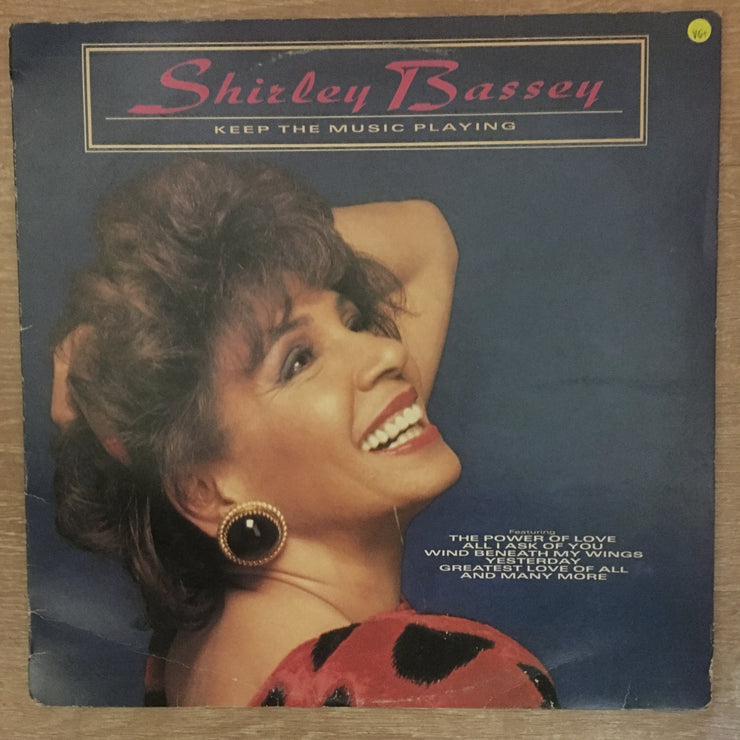 Shirley Bassey
KEEP THE MUSIC PLAYING
Featuring
THE POWER OF LOVE
ALL I ASK OF YOU
WIND BENEATH MY WINGS
YESTERDAY
GREATEST LOVE OF ALL
AND MANY MORE